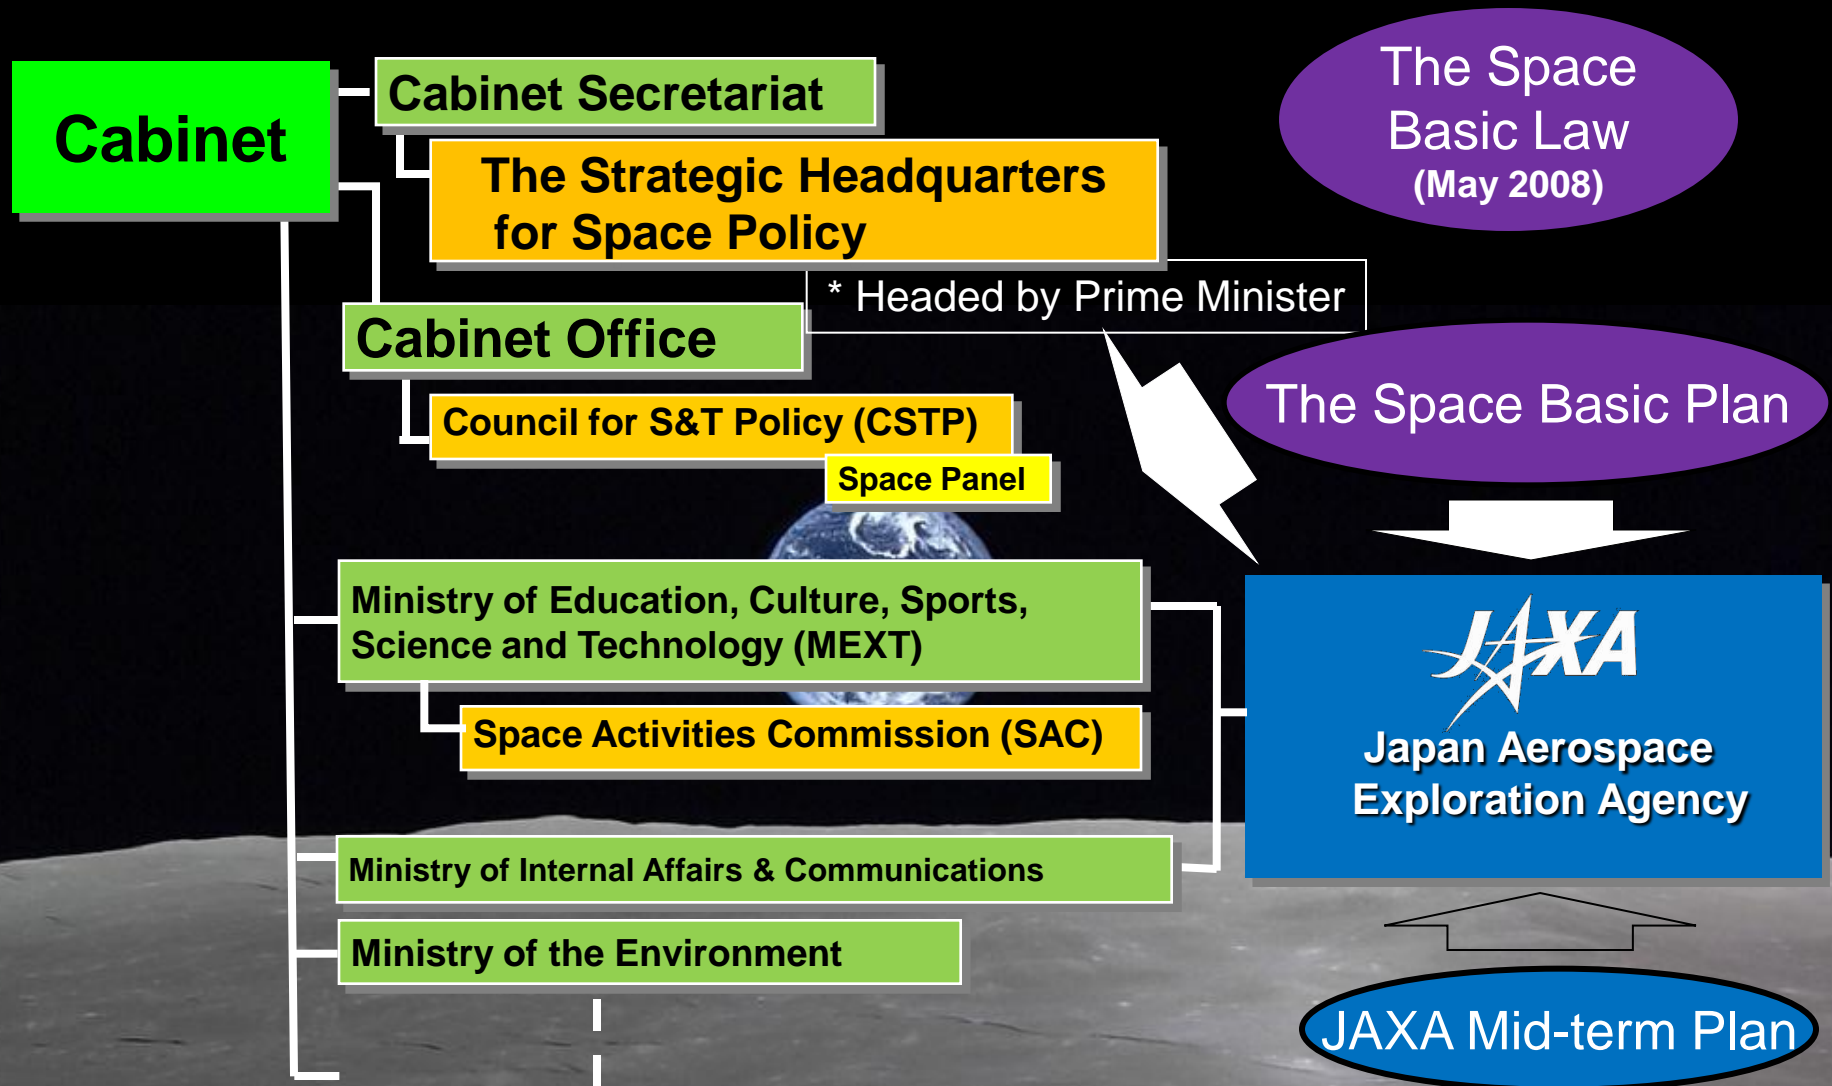 Cabinet
Cabinet Secretariat
The Strategic Headquarters
for Space Policy
* Headed by Prime Minister
Cabinet Office
Council for S&T Policy (CSTP)
Space Panel
Ministry of Education, Culture, Sports,
Science and Technology (MEXT)
Space Activities Commission (SAC)
Ministry of Internal Affairs & Communications
Ministry of the Environment
The Space
Basic Law
(May 2008)
The Space Basic Plan
JAXA
Japan Aerospace
Exploration Agency
JAXA Mid-term Plan